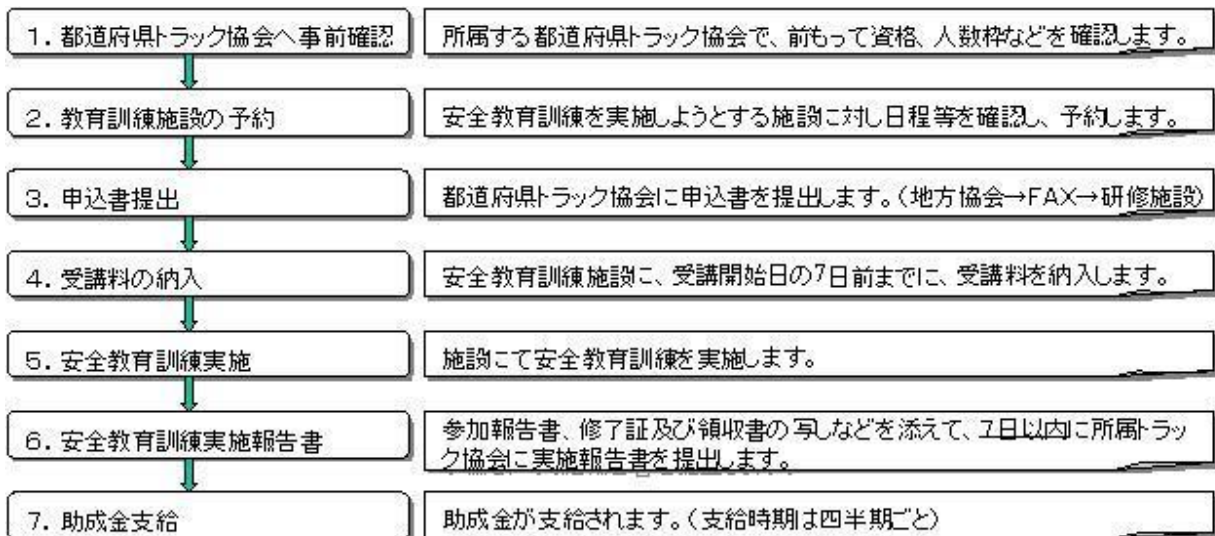 1．都道府県トラック協会へ事前確認
所属する都道府県トラック協会で、前もって資格、人数枠などを確認します。
2．教育訓練施設の予約
安全教育訓練を実施しようとする施設に対し日程等を確認し、予約します。
3．申込書提出
都道府県トラック協会に申込書を提出します。（地方協会→FAX→研修施設）
4．受講料の納入
安全教育訓練施設に、受講開始日の7日前までに、受講料を納入します。
5．安全教育訓練実施
施設にて安全教育訓練を実施します。
6．安全教育訓練実施報告書
参加報告書、修了証及び領収書の写しなどを添えて、7日以内に所属トラッ
ク協会に実施報告書を提出します。
7．助成金支給
助成金が支給されます。（支給時期は四半期ごと）